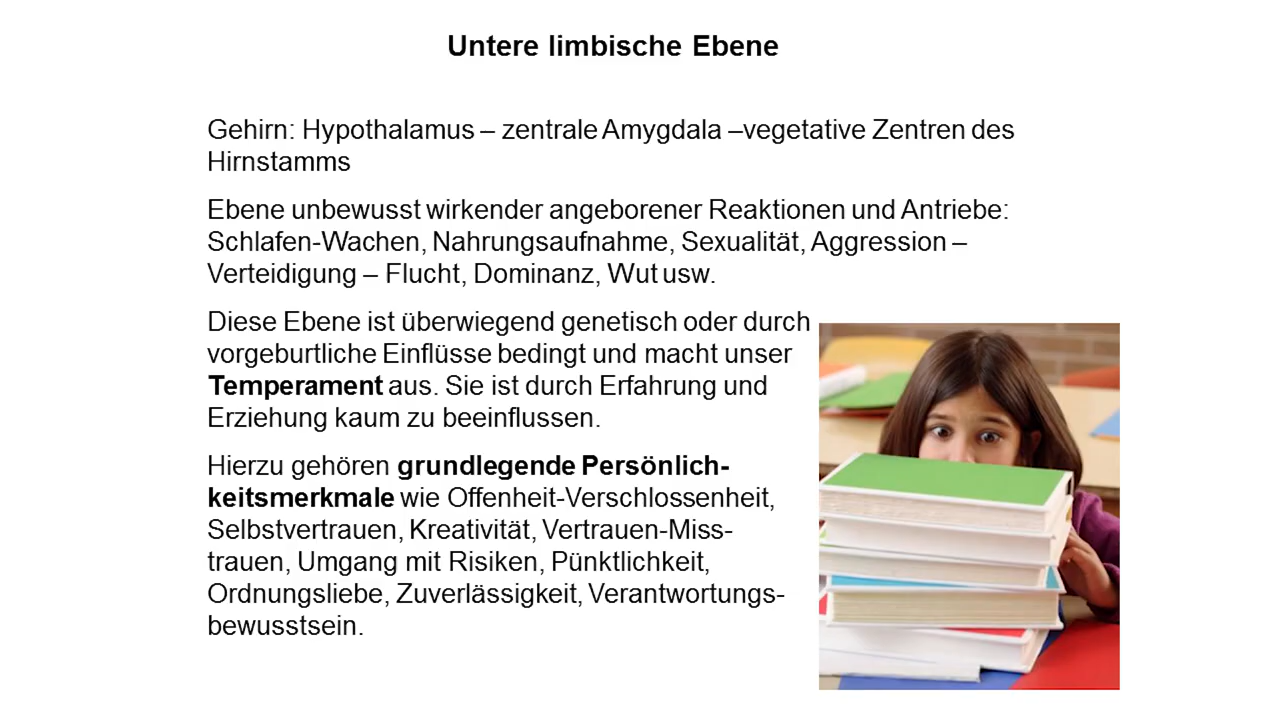 Untere limbische Ebene
Gehirn: Hypothalamus – zentrale Amygdala –vegetative Zentren des
Hirnstamms
Ebene unbewusst wirkender angeborener Reaktionen und Antriebe:
Schlafen-Wachen, Nahrungsaufnahme, Sexualität, Aggression –
Verteidigung – Flucht, Dominanz, Wut usw.
Diese Ebene ist überwiegend genetisch oder durch
vorgeburtliche Einflüsse bedingt und macht unser
Temperament aus. Sie ist durch Erfahrung und
Erziehung kaum zu beeinflussen.
Hierzu gehören grundlegende Persönlich-
keitsmerkmale wie Offenheit-Verschlossenheit,
Selbstvertrauen, Kreativität, Vertrauen-Miss-
trauen, Umgang mit Risiken, Pünktlichkeit,
Ordnungsliebe, Zuverlässigkeit, Verantwortungs-
bewusstsein.